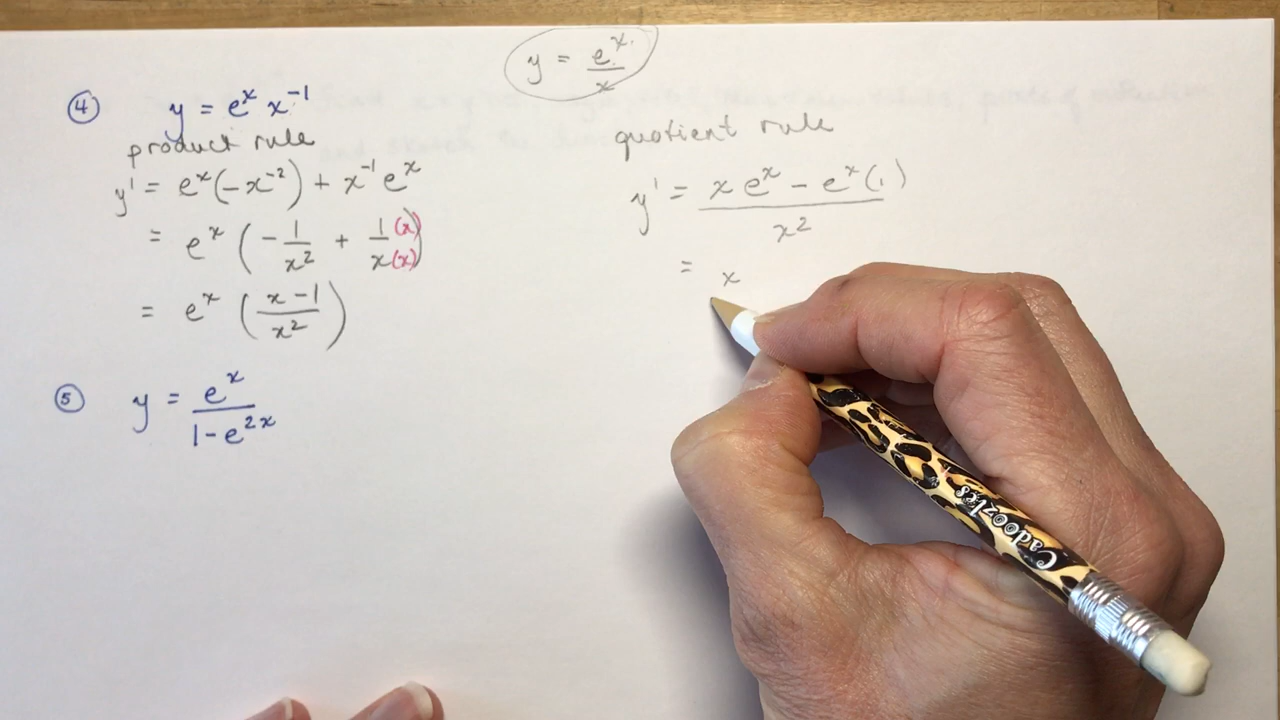 y = e^x / x
④ y = e^x x^-1
product rule
y' = e^x(-x^-2) + x^-1 e^x
= e^x (-1/x^2 + 1(x)/x(x))
= e^x ((x-1)/x^2)
⑤ y = e^x / 1-e^2x
quotient rule
y' = x e^x - e^x(1) / x^2
= x
Cadoozles